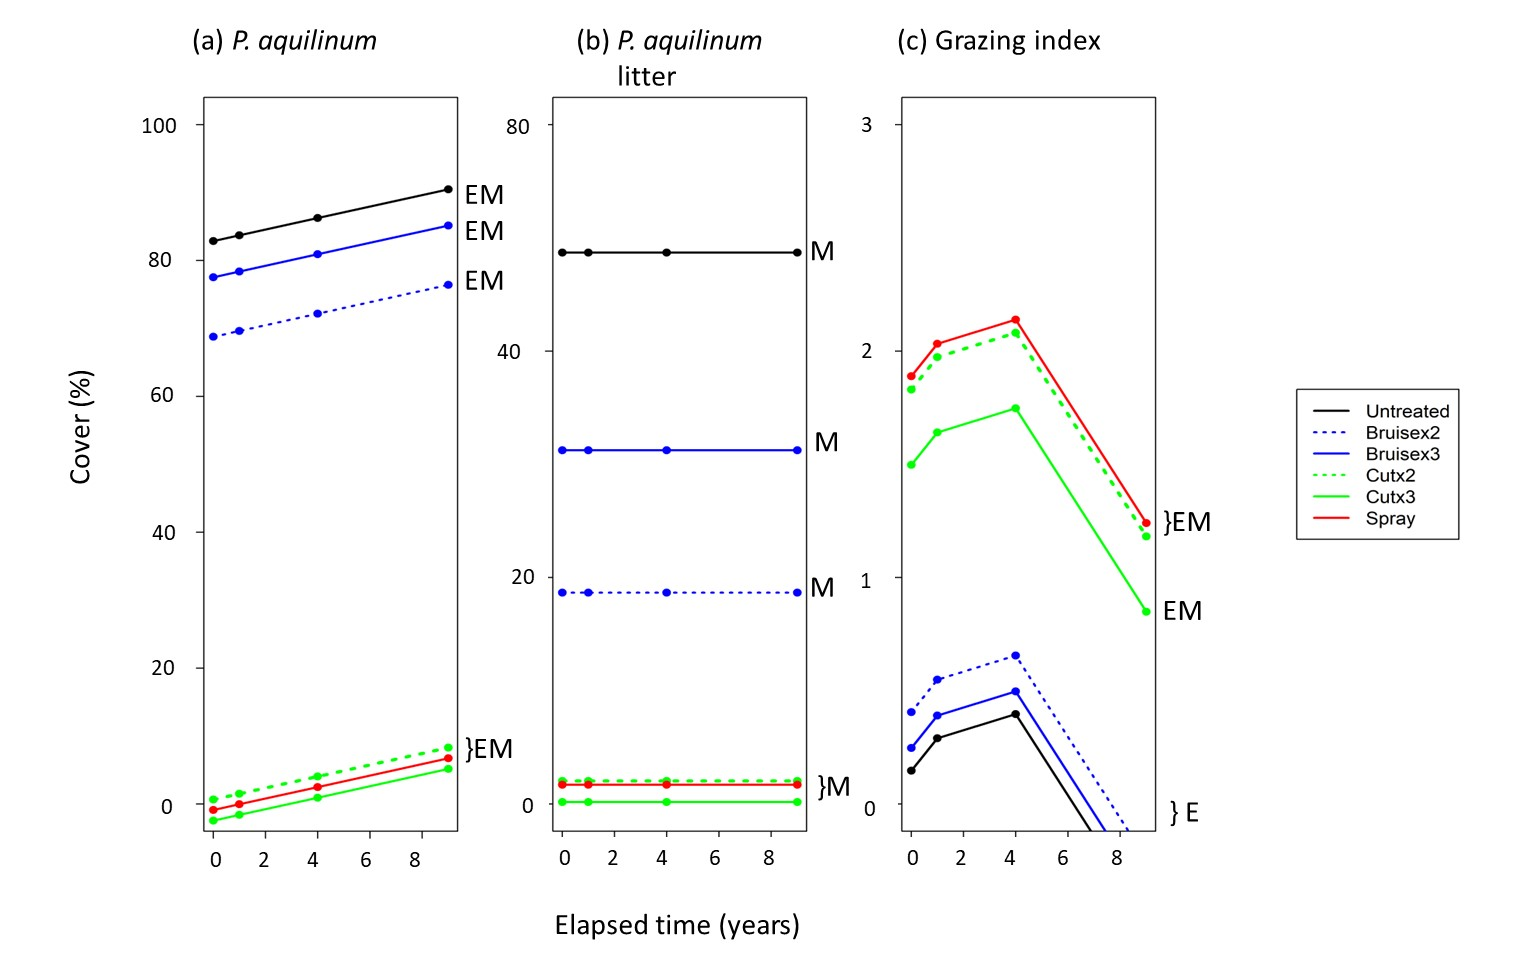 (a) P. aquilinum
(b) P. aquilinum
litter
(c) Grazing index
100
80
60
40
20
0
80
40
20
0
3
2
1
0
EM
EM
EM
}EM
M
M
M
}M
}EM
EM
} E
0 2 4 6 8
0 2 4 6 8
0 2 4 6 8
Cover (%)
Elapsed time (years)
Untreated
Bruisex2
Bruisex3
Cutx2
Cutx3
Spray